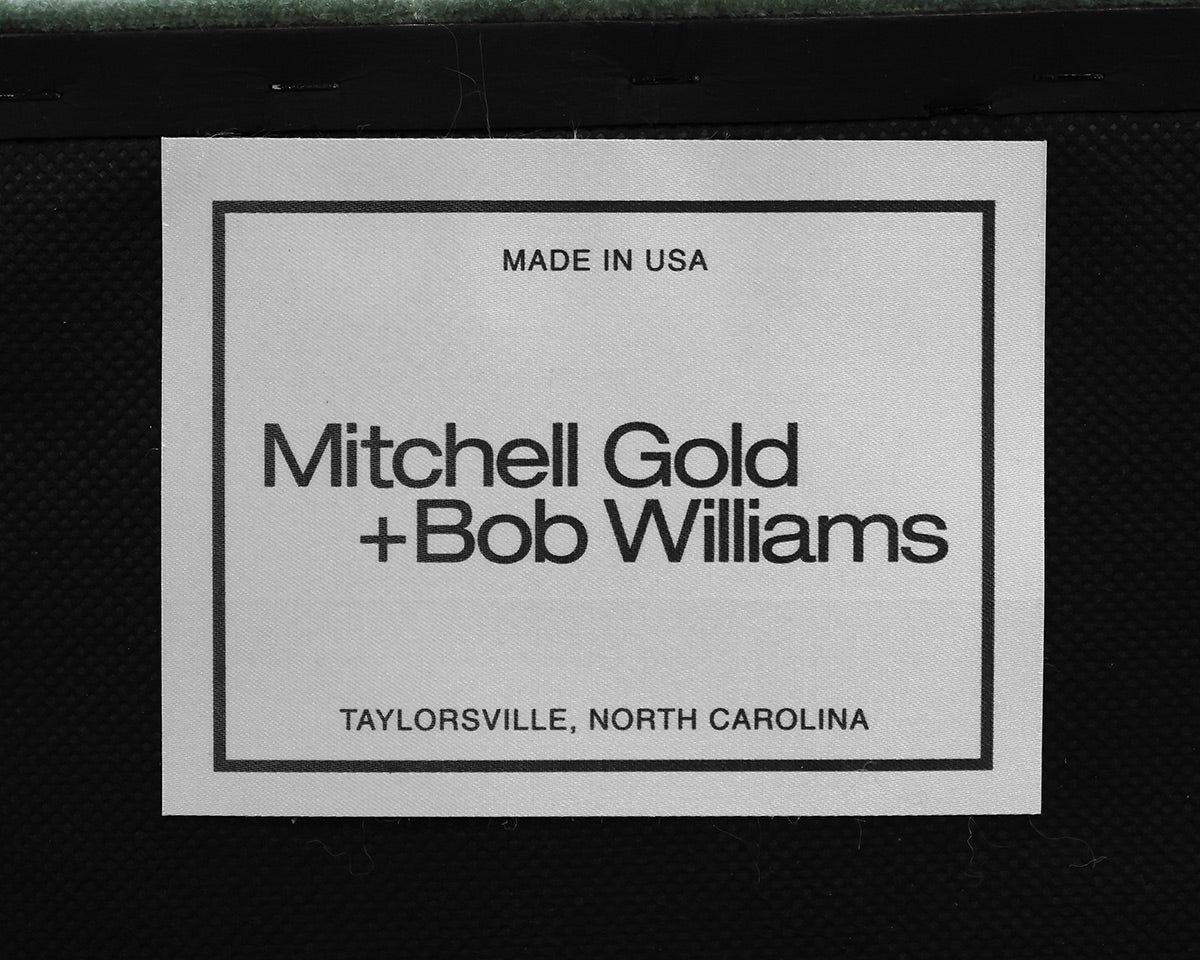 MADE IN USA
Mitchell Gold
+Bob Williams
TAYLORSVILLE, NORTH CAROLINA